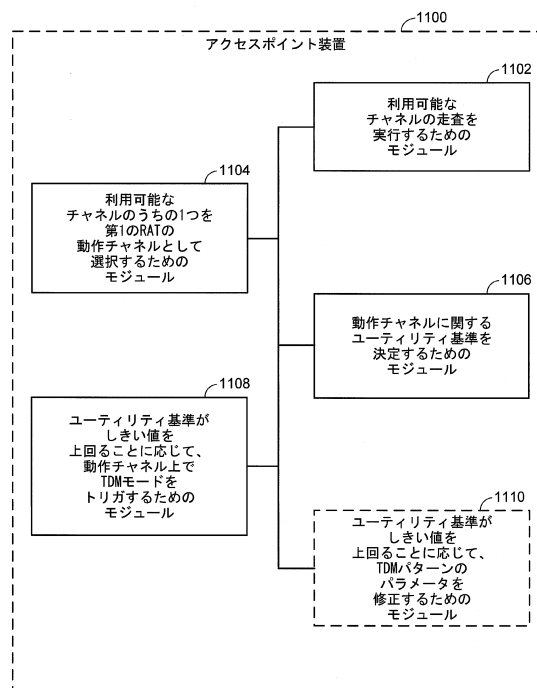 1100
アクセスポイント装置
1102
利用可能な
チャネルの走査を
実行するための
モジュール
1104
利用可能な
チャネルのうちの1つを
第1のRATの
動作チャネルとして
選択するための
モジュール
1106
動作チャネルに関する
ユーティリティ基準を
決定するための
モジュール
1108
ユーティリティ基準が
しきい値を
上回ることに応じて、
動作チャネル上で
TDMモードを
トリガするための
モジュール
1110
ユーティリティ基準が
しきい値を
上回ることに応じて、
TDMパターンの
パラメータを
修正するための
モジュール